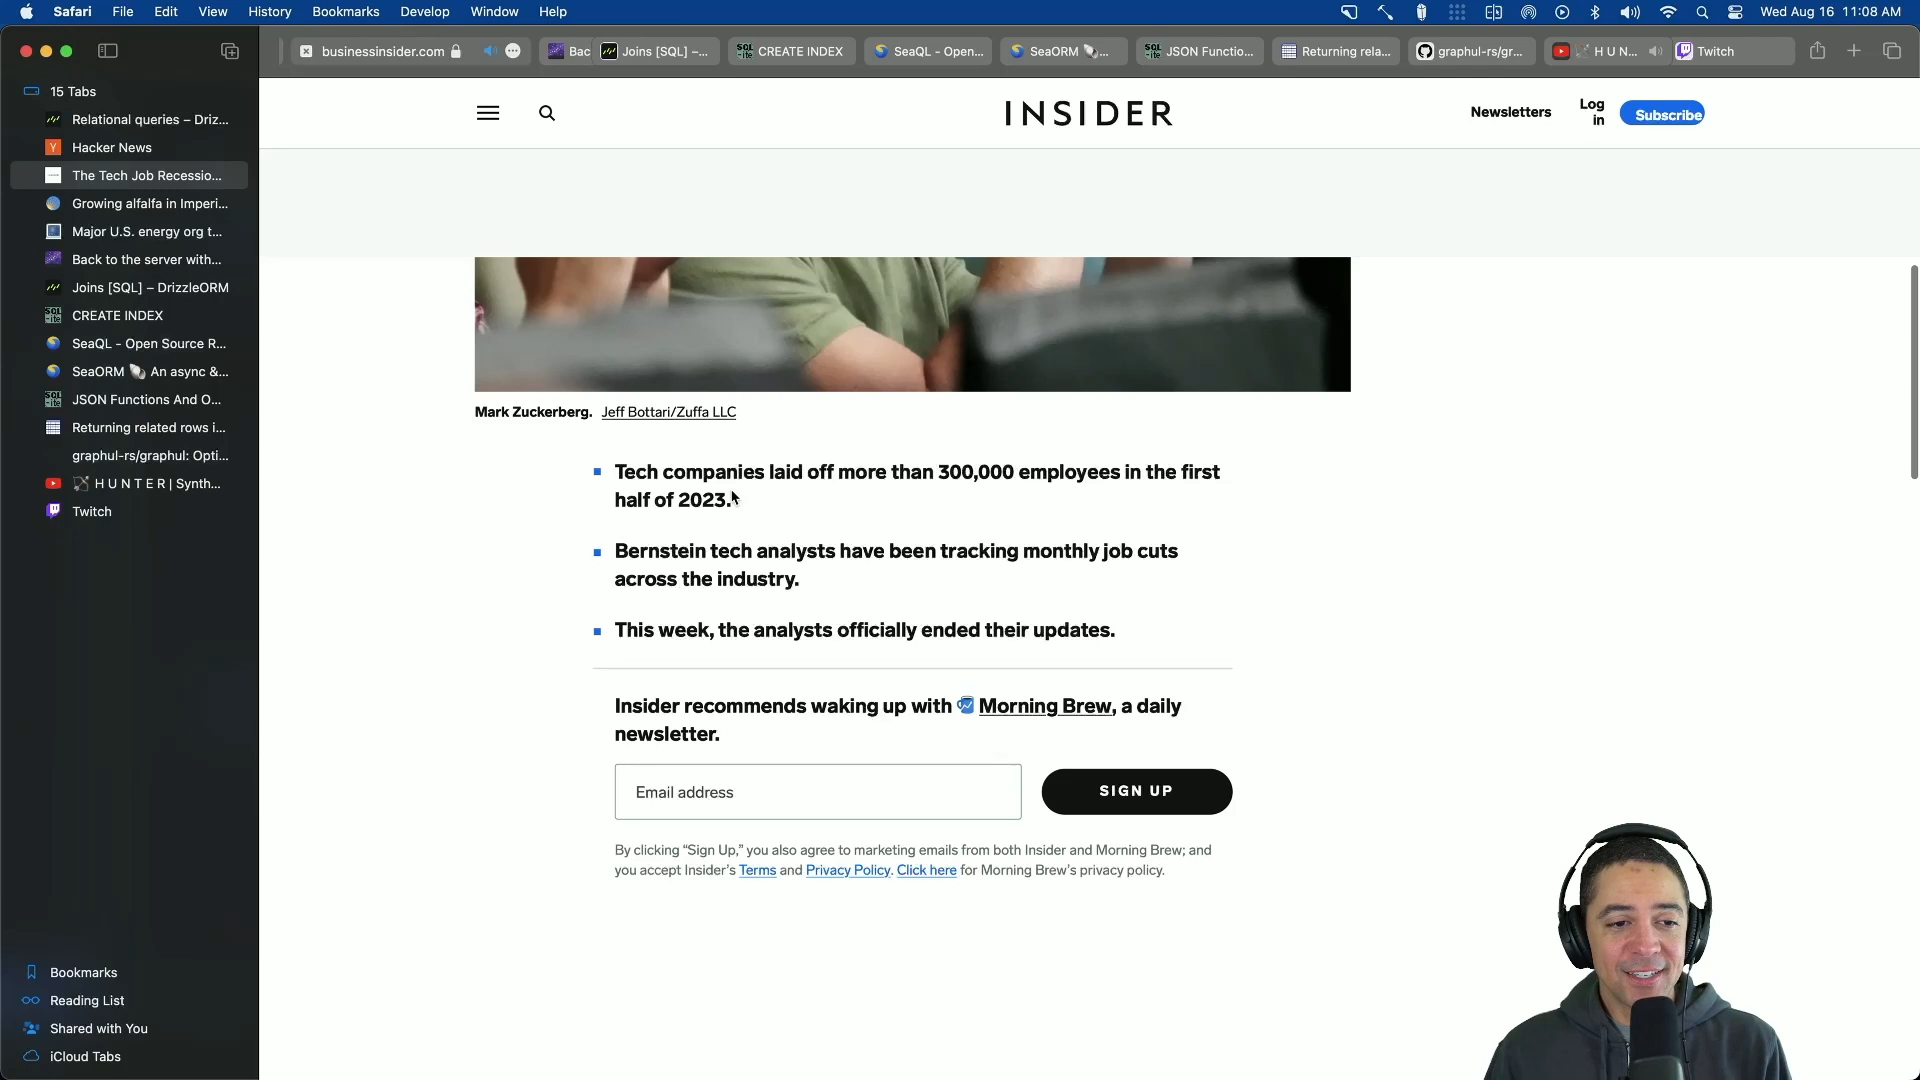 Safari File Edit View History Bookmarks Develop Window Help Wed Aug 16 11:08 AM
businessinsider.com Bac Joins [SQL] –... CREATE INDEX SeaQL - Open... SeaORM 🐚... JSON Functio... Returning rela... graphul-rs/gr... H U N... Twitch
15 Tabs
Relational queries – Driz...
Hacker News
The Tech Job Recessio...
Growing alfalfa in Imperi...
Major U.S. energy org t...
Back to the server with...
Joins [SQL] – DrizzleORM
CREATE INDEX
SeaQL - Open Source R...
SeaORM 🐚 An async &...
JSON Functions And O...
Returning related rows i...
graphul-rs/graphul: Opti...
H U N T E R | Synth...
Twitch
Bookmarks
Reading List
Shared with You
iCloud Tabs
INSIDER
Newsletters
Log
in
Subscribe
Mark Zuckerberg. Jeff Bottari/Zuffa LLC
Tech companies laid off more than 300,000 employees in the first
half of 2023.
Bernstein tech analysts have been tracking monthly job cuts
across the industry.
This week, the analysts officially ended their updates.
Insider recommends waking up with Morning Brew, a daily
newsletter.
Email address
SIGN UP
By clicking “Sign Up,” you also agree to marketing emails from both Insider and Morning Brew; and
you accept Insider’s Terms and Privacy Policy. Click here for Morning Brew’s privacy policy.